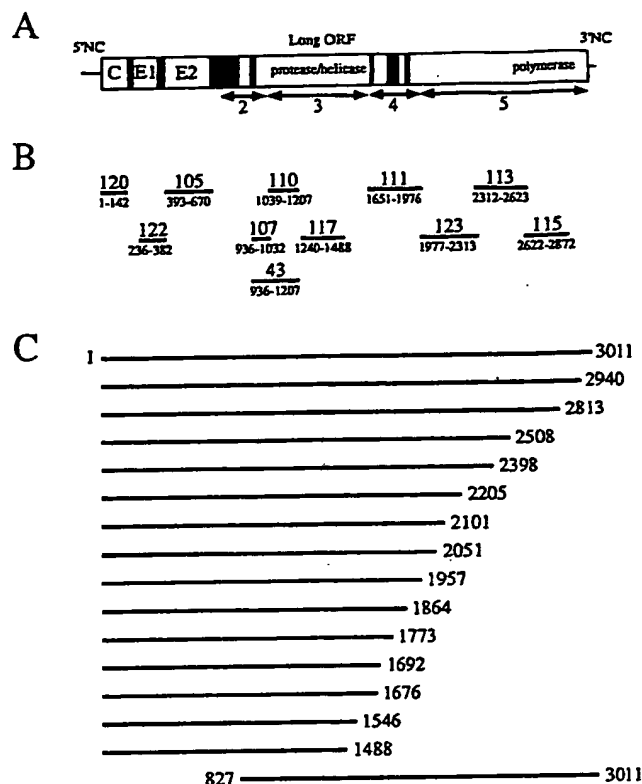 A
5'NC Long ORF 3'NC
C E1 E2 protease/helicase polymerase
2 3 4 5
B
120 105 110 111 113
1-142 393-670 1039-1207 1651-1976 2312-2623
122 107 117 123 115
236-382 936-1032 1240-1488 1977-2313 2622-2872
43
936-1207
C
I 3011
2940
2813
2508
2398
2205
2101
2051
1957
1864
1773
1692
1676
1546
1488
827 3011